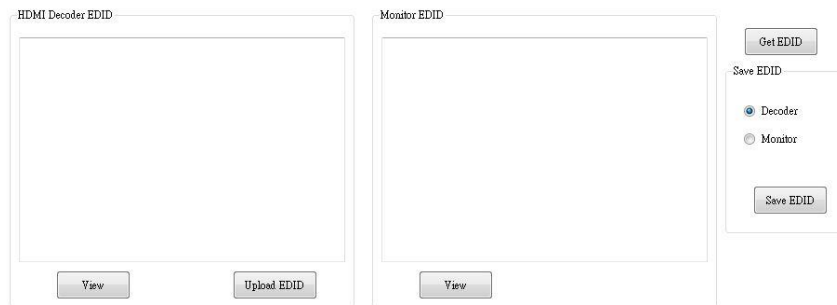 HDMI Decoder EDID
Monitor EDID
Get EDID
Save EDID
Decoder
Monitor
Save EDID
View
Upload EDID
View